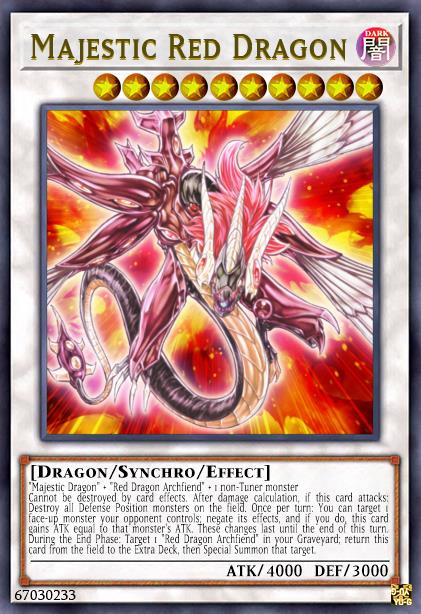 Majestic Red Dragon
DARK
闇
[Dragon/Synchro/Effect]
"Majestic Dragon" + "Red Dragon Archfiend" + 1 non-Tuner monster
Cannot be destroyed by card effects. After damage calculation, if this card attacks:
Destroy all Defense Position monsters on the field. Once per turn: You can target 1
face-up monster your opponent controls; negate its effects, and if you do, this card
gains ATK equal to that monster's ATK. These changes last until the end of this turn.
During the End Phase: Target 1 "Red Dragon Archfiend" in your Graveyard; return this
card from the field to the Extra Deck, then Special Summon that target.
ATK/4000 DEF/3000
67030233